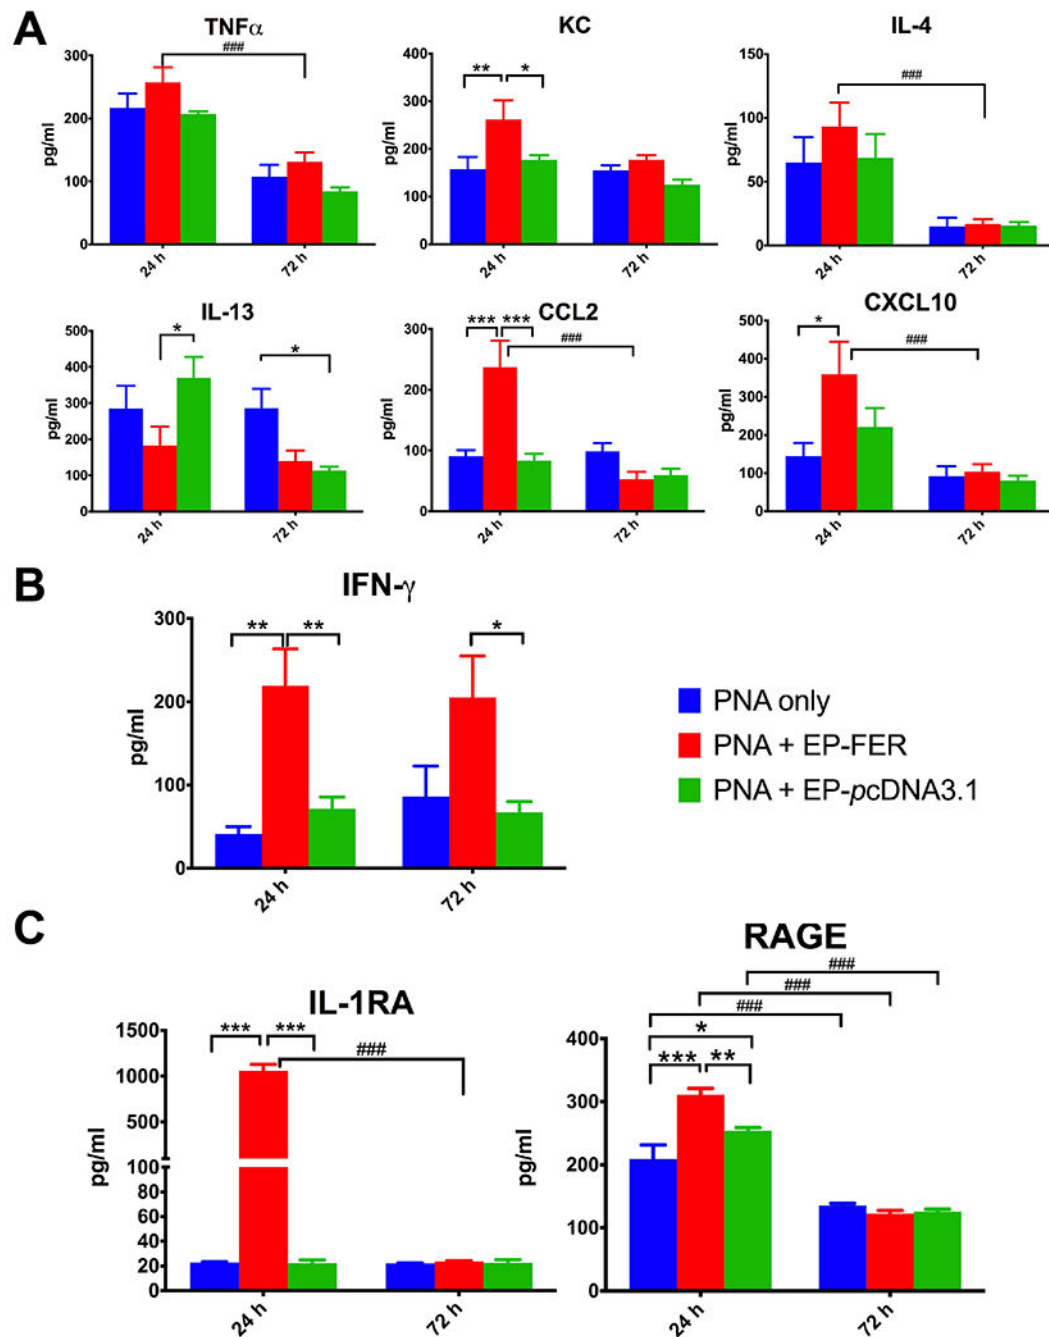 A
TNFα
###
300
200
100
0
pg/ml
24 h
72 h
KC
**
*
400
300
200
100
0
pg/ml
24 h
72 h
IL-4
###
150
100
50
0
pg/ml
24 h
72 h
IL-13
*
*
500
400
300
200
100
0
pg/ml
24 h
72 h
CCL2
***
***
###
300
200
100
0
pg/ml
24 h
72 h
CXCL10
*
###
500
400
300
200
100
0
pg/ml
24 h
72 h
B
IFN-γ
**
**
*
300
200
100
0
pg/ml
24 h
72 h
PNA only
PNA + EP-FER
PNA + EP-pcDNA3.1
C
IL-1RA
***
***
###
1500
1000
500
100
80
60
40
20
0
pg/ml
24 h
72 h
RAGE
###
###
###
*
***
**
400
300
200
100
0
pg/ml
24 h
72 h